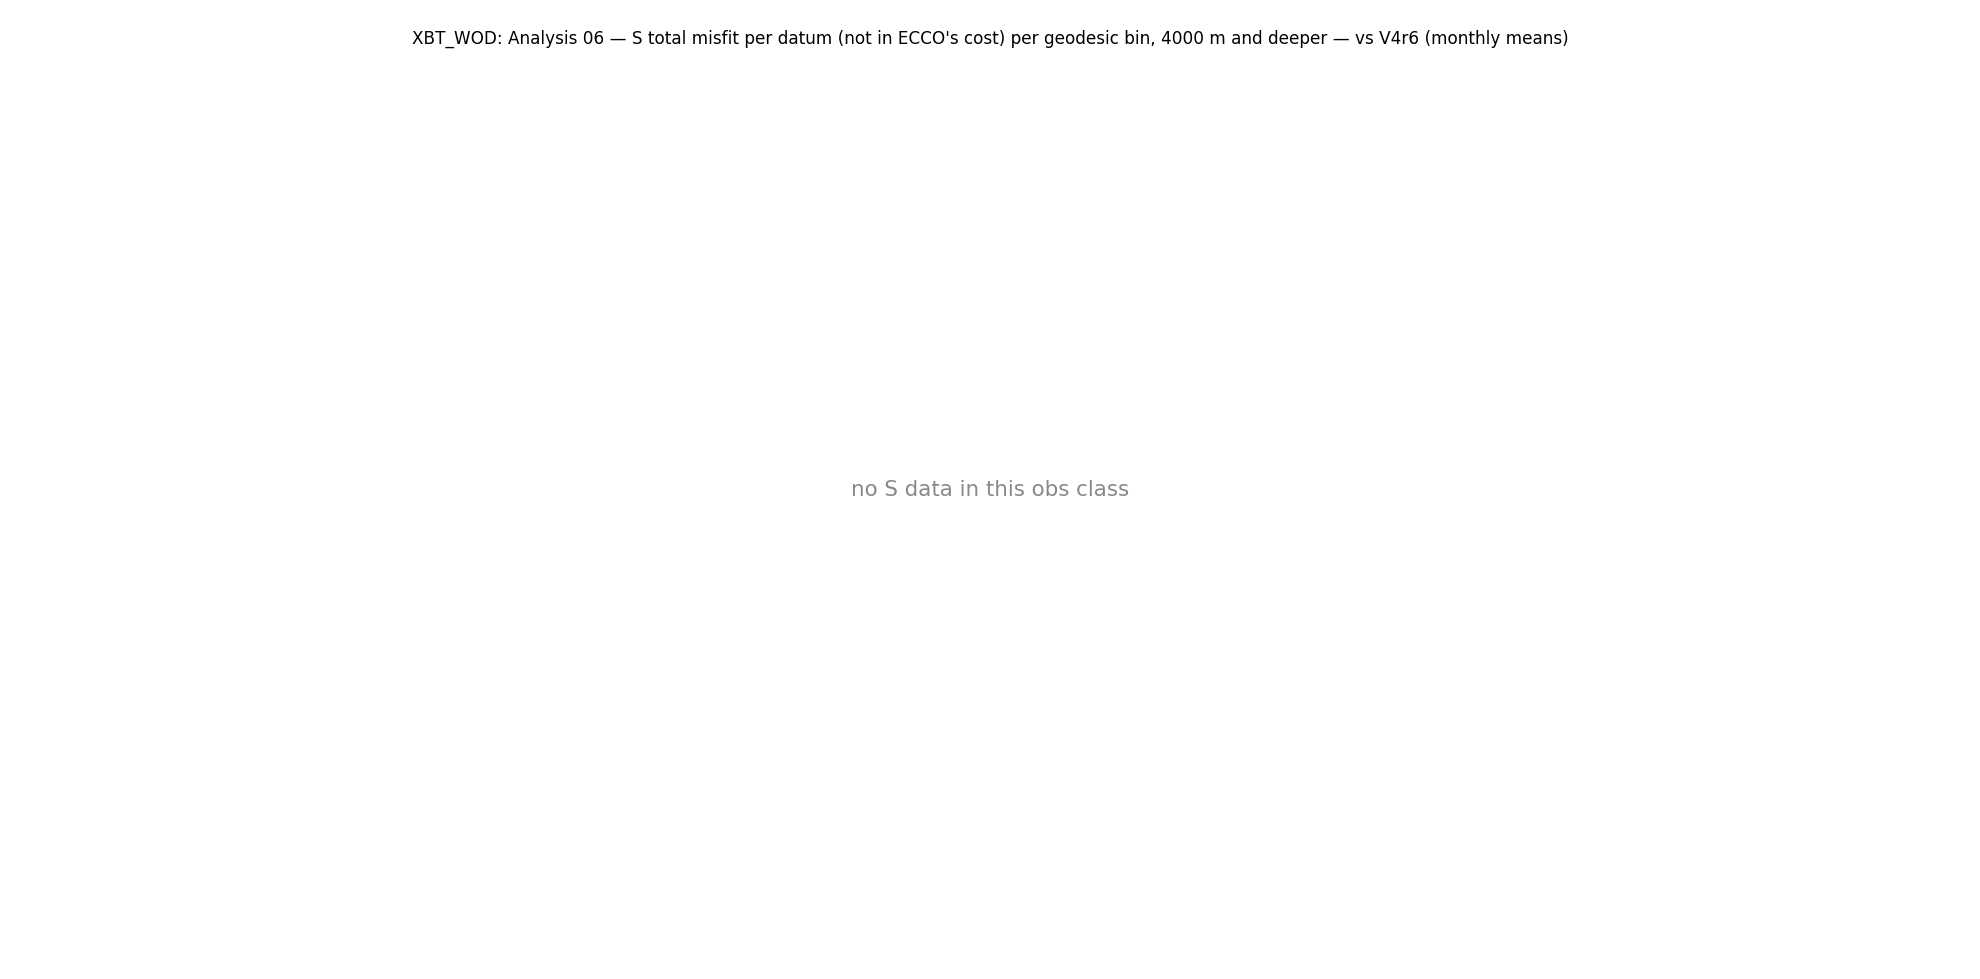 XBT_WOD: Analysis 06 — S total misfit per datum (not in ECCO's cost) per geodesic bin, 4000 m and deeper — vs V4r6 (monthly means)
no S data in this obs class